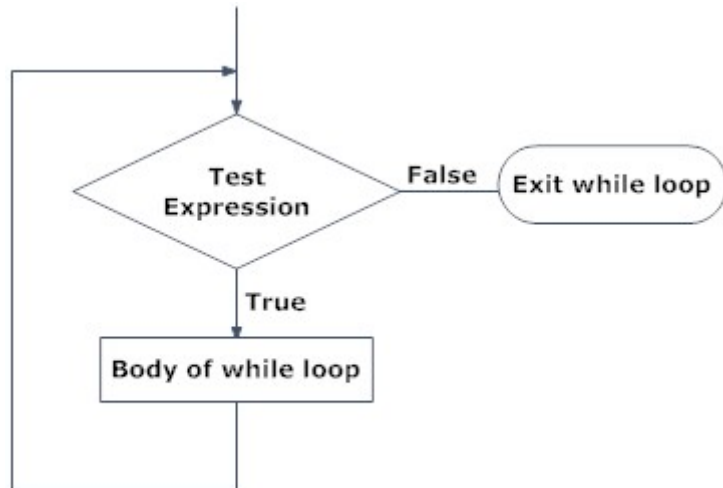 Test
Expression
False
Exit while loop
True
Body of while loop